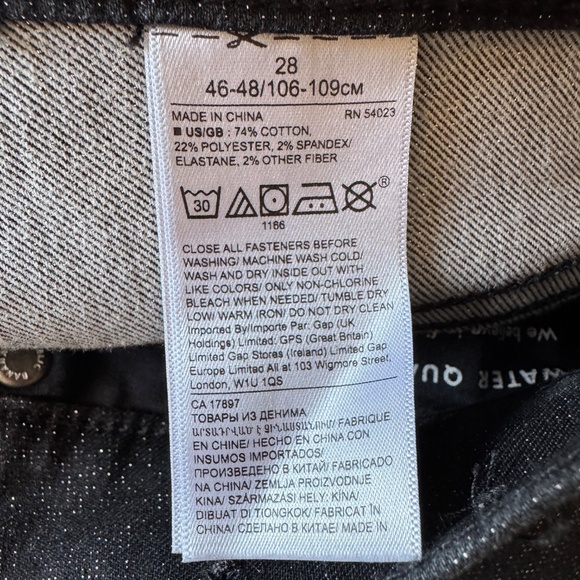 28
46-48/106-109CM
MADE IN CHINA RN 54023
■ US/GB : 74% COTTON,
22% POLYESTER, 2% SPANDEX/
ELASTANE, 2% OTHER FIBER
30
®
1166
CLOSE ALL FASTENERS BEFORE
WASHING/ MACHINE WASH COLD/
WASH AND DRY INSIDE OUT WITH
LIKE COLORS/ ONLY NON-CHLORINE
BLEACH WHEN NEEDED/ TUMBLE DRY
LOW/ WARM IRON/ DO NOT DRY CLEAN
Imported By/Importe Par: Gap (UK
Holdings) Limited: GPS (Great Britain)
Limited Gap Stores (Ireland) Limited Gap
Europe Limited All at 103 Wigmore Street,
London, W1U 1QS
CA 17897
ТОВАРЫ ИЗ ДЕНИМА
ԱՐՏԱԴՐՎԱԾ Է ՉԻՆԱՍՏԱՆՈՒՄ/ FABRIQUE
EN CHINE/ HECHO EN CHINA CON
INSUMOS IMPORTADOS/
ПРОИЗВЕДЕНО В КИТАЙ/ FABRICADO
NA CHINA/ ZEMLJA PROIZVODNJE
KINA/ SZÁRMAZÁSI HELY: KÍNA/
DIBUAT DI TIONGKOK/ FABRICAT ÎN
CHINA/ СДЕЛАНО В КИТАЕ/ MADE IN
We
WATER